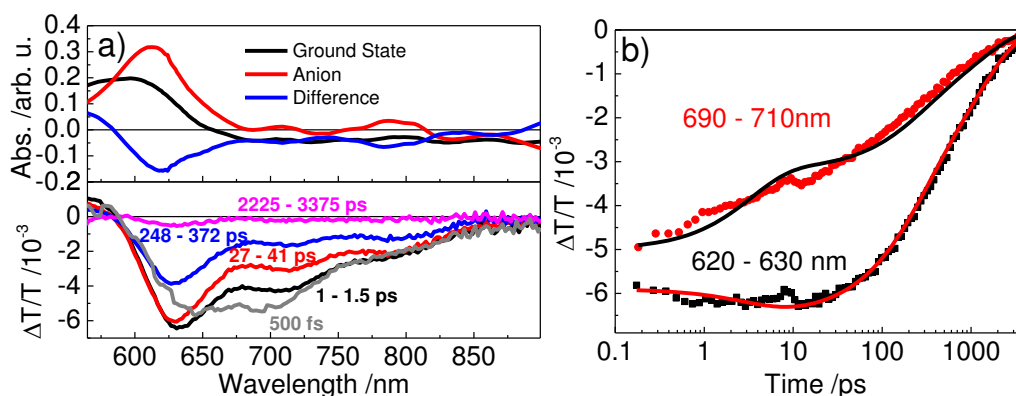 a)
Abs. /arb. u.
0.4
0.3
0.2
0.1
0.0
-0.1
0.2
Ground State
Anion
Difference
ΔT/T /10⁻³
0
-2
-4
-6
2225 - 3375 ps
248 - 372 ps
27 - 41 ps
1 - 1.5 ps
500 fs
600 650 700 750 800 850
Wavelength /nm
b)
ΔT/T /10⁻³
0
-1
-2
-3
-4
-5
-6
690 - 710nm
620 - 630 nm
0.1 1 10 100 1000
Time /ps